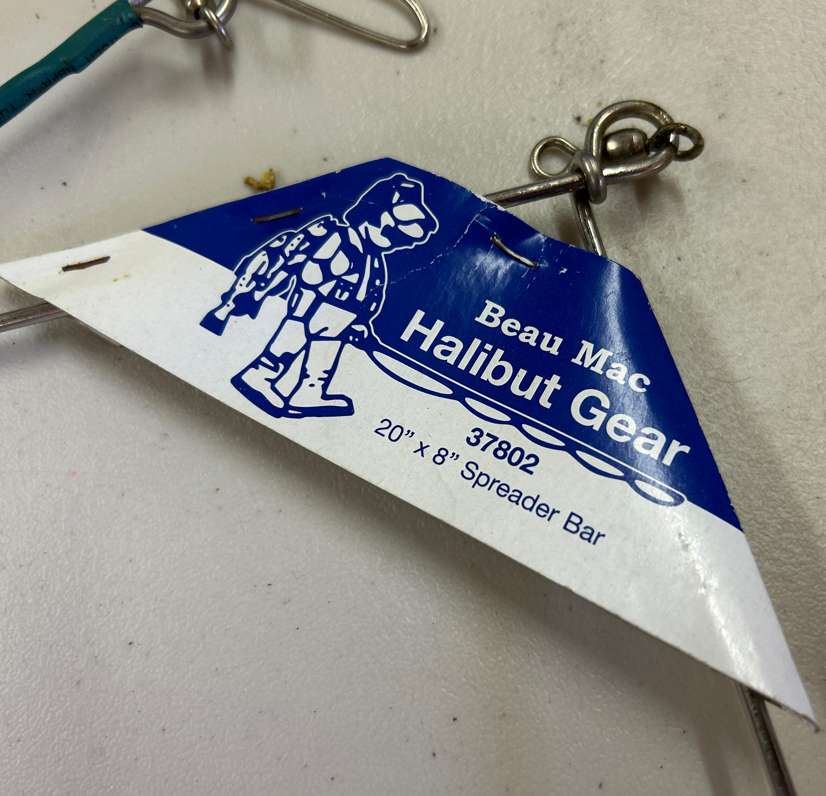 Beau Mac
Halibut Gear
37802
20” x 8” Spreader Bar